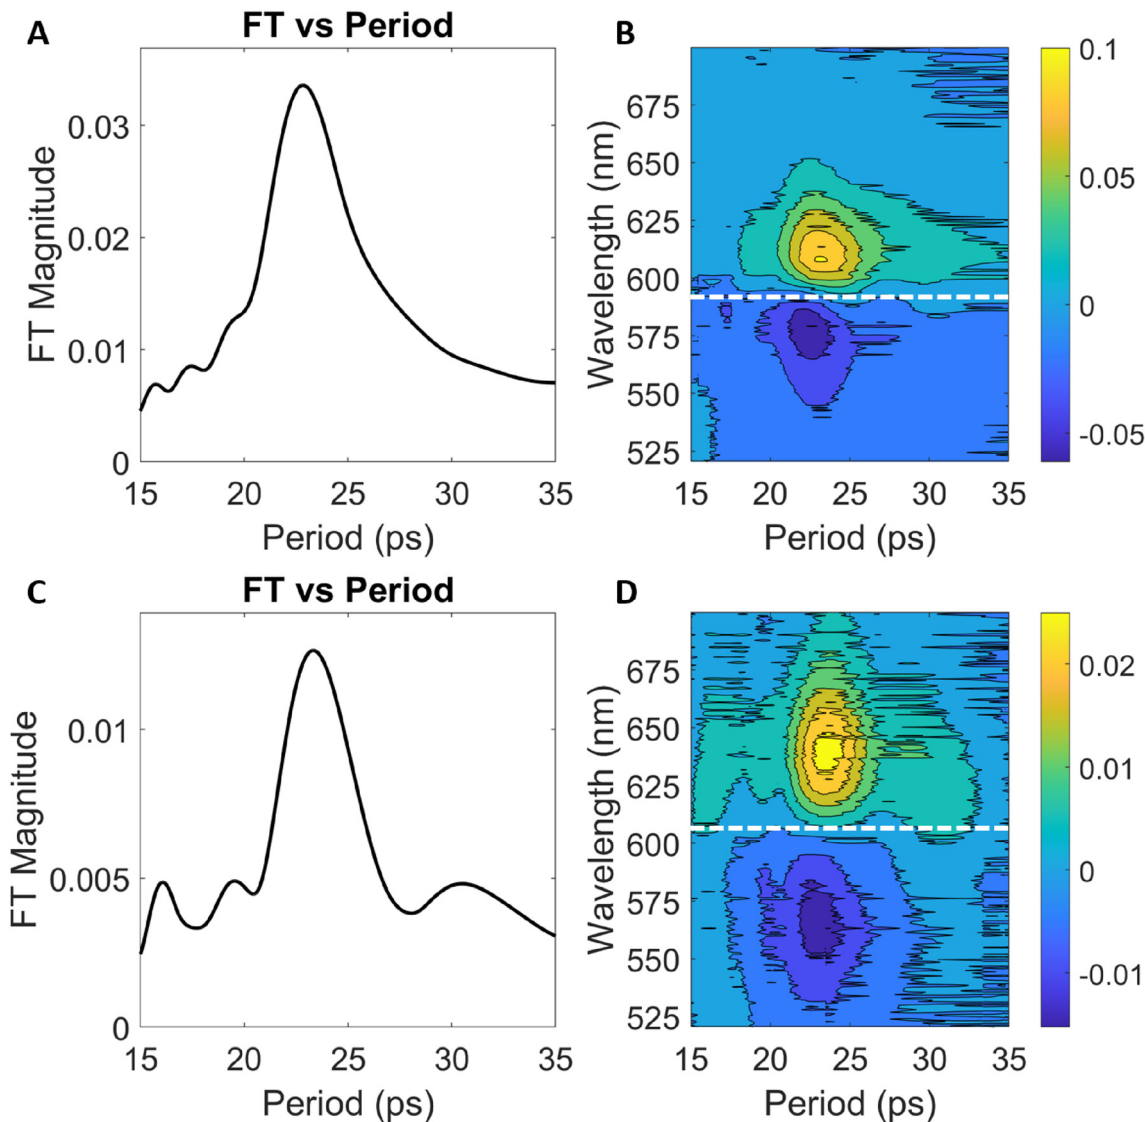 A
FT vs Period
FT Magnitude
0.03
0.02
0.01
0
15 20 25 30 35
Period (ps)
B
Wavelength (nm)
675
650
625
600
575
550
525
15 20 25 30 35
Period (ps)
0.1
0.05
0
-0.05
C
FT vs Period
FT Magnitude
0.01
0.005
0
15 20 25 30 35
Period (ps)
D
Wavelength (nm)
675
650
625
600
575
550
525
15 20 25 30 35
Period (ps)
0.02
0.01
0
-0.01